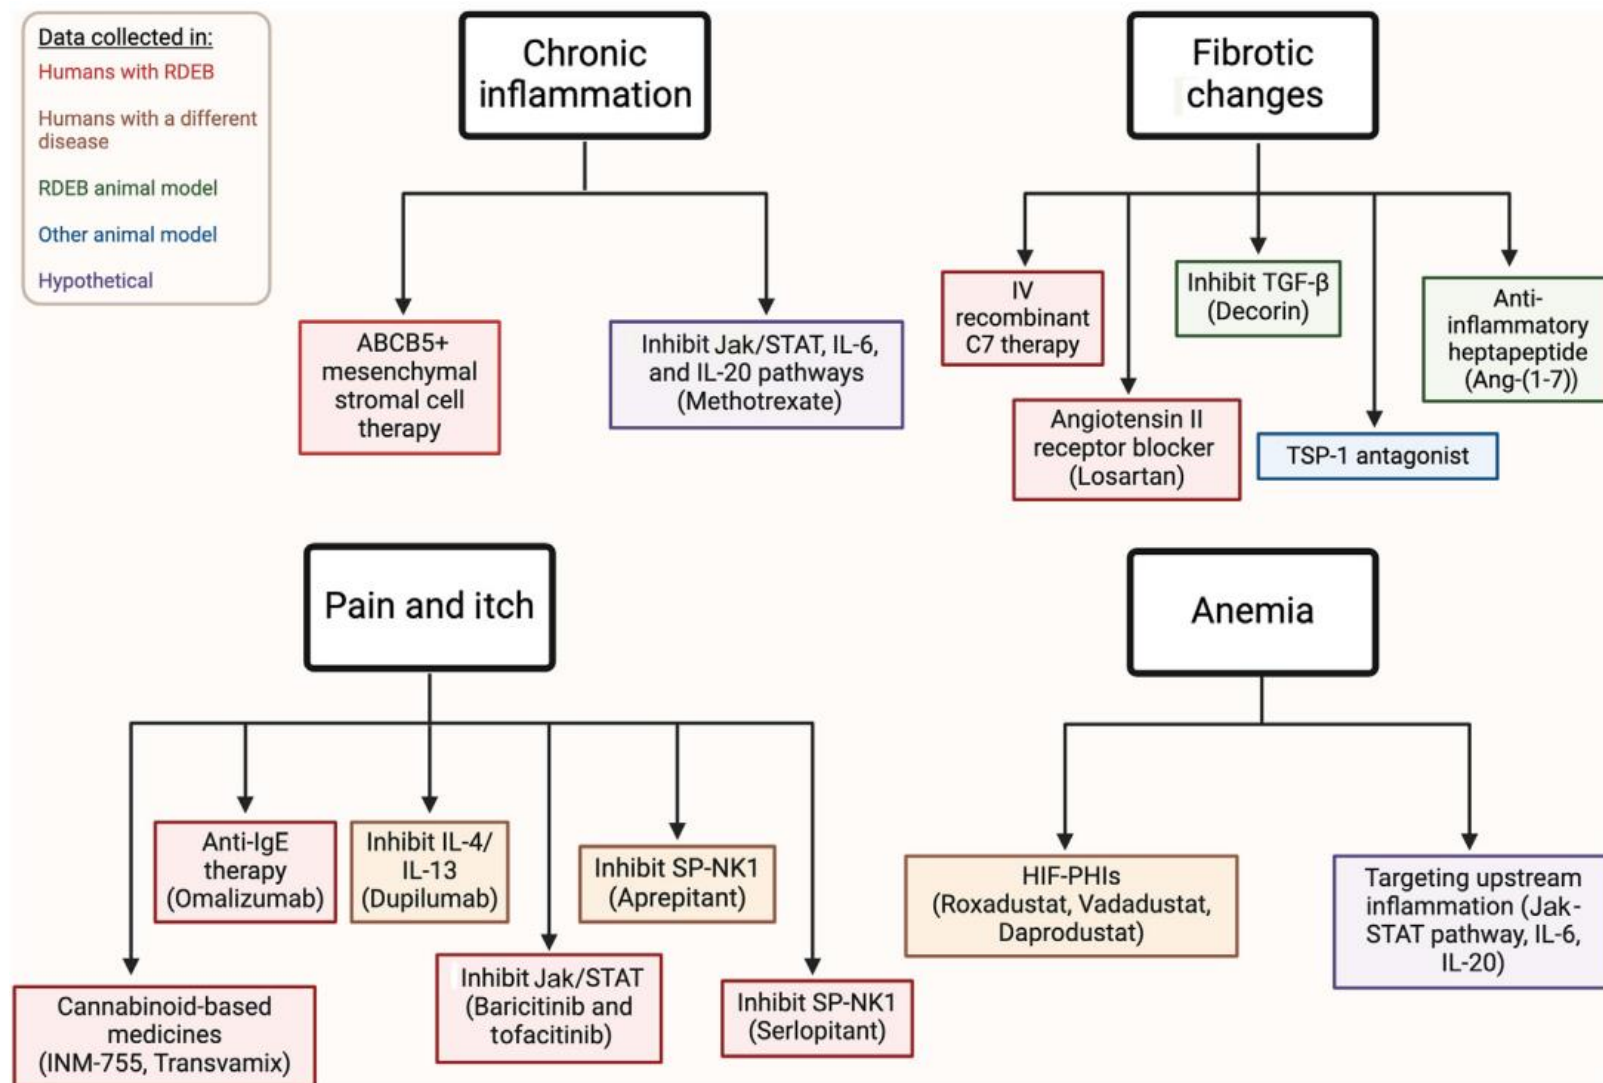 Data collected in:
Humans with RDEB
Humans with a different
disease
RDEB animal model
Other animal model
Hypothetical
Chronic
inflammation
ABCB5+
mesenchymal
stromal cell
therapy
Inhibit Jak/STAT, IL-6,
and IL-20 pathways
(Methotrexate)
Fibrotic
changes
IV
recombinant
C7 therapy
Angiotensin II
receptor blocker
(Losartan)
Inhibit TGF-β
(Decorin)
TSP-1 antagonist
Anti-
inflammatory
heptapeptide
(Ang-(1-7))
Pain and itch
Cannabinoid-based
medicines
(INM-755, Transvamix)
Anti-IgE
therapy
(Omalizumab)
Inhibit IL-4/
IL-13
(Dupilumab)
Inhibit Jak/STAT
(Baricitinib and
tofacitinib)
Inhibit SP-NK1
(Aprepitant)
Inhibit SP-NK1
(Serlopitant)
Anemia
HIF-PHIs
(Roxadustat, Vadadustat,
Daprodustat)
Targeting upstream
inflammation (Jak-
STAT pathway, IL-6,
IL-20)